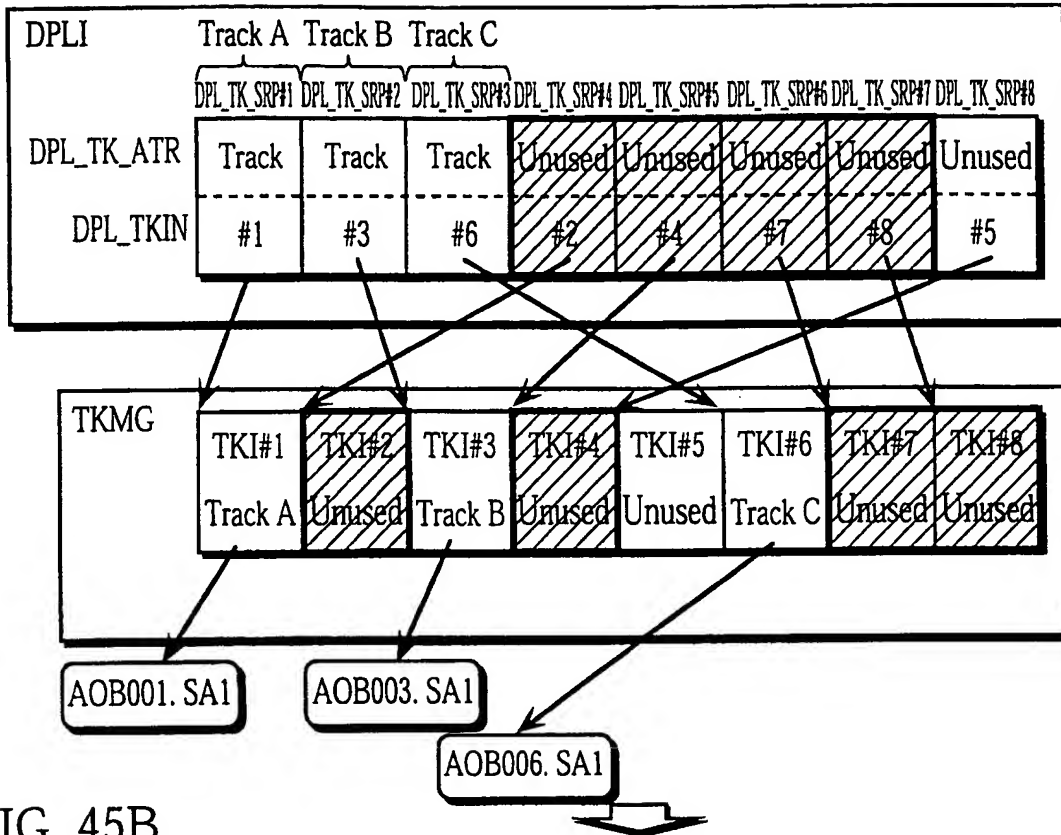 DPLI Track A Track B Track C
DPL_TK_SRP#1 DPL_TK_SRP#2 DPL_TK_SRP#3 DPL_TK_SRP#4 DPL_TK_SRP#5 DPL_TK_SRP#6 DPL_TK_SRP#7 DPL_TK_SRP#8
DPL_TK_ATR Track Track Track Unused Unused Unused Unused Unused
DPL_TKIN #1 #3 #6 #2 #4 #7 #8 #5
TKMG TKI#1 TKI#2 TKI#3 TKI#4 TKI#5 TKI#6 TKI#7 TKI#8
Track A Unused Track B Unused Unused Track C Unused Unused
AOB001. SA1 AOB003. SA1
AOB006. SA1
IG. 45B